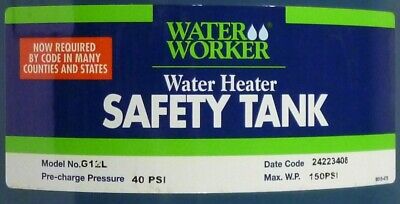 WATER
WORKER®
NOW REQUIRED
BY CODE IN MANY
COUNTIES AND STATES
Water Heater
SAFETY TANK
Model No. G12L
Date Code 24223408
Pre-charge Pressure 40 PSI
Max. W.P. 150PSI